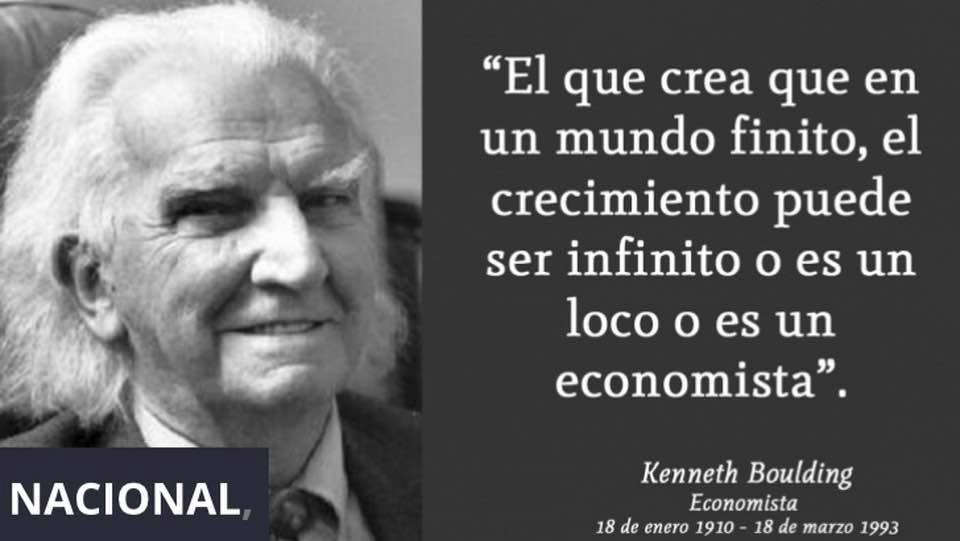 “El que crea que en
un mundo finito, el
crecimiento puede
ser infinito o es un
loco o es un
economista”.
Kenneth Boulding
Economista
18 de enero 1910 - 18 de marzo 1993
NACIONAL,